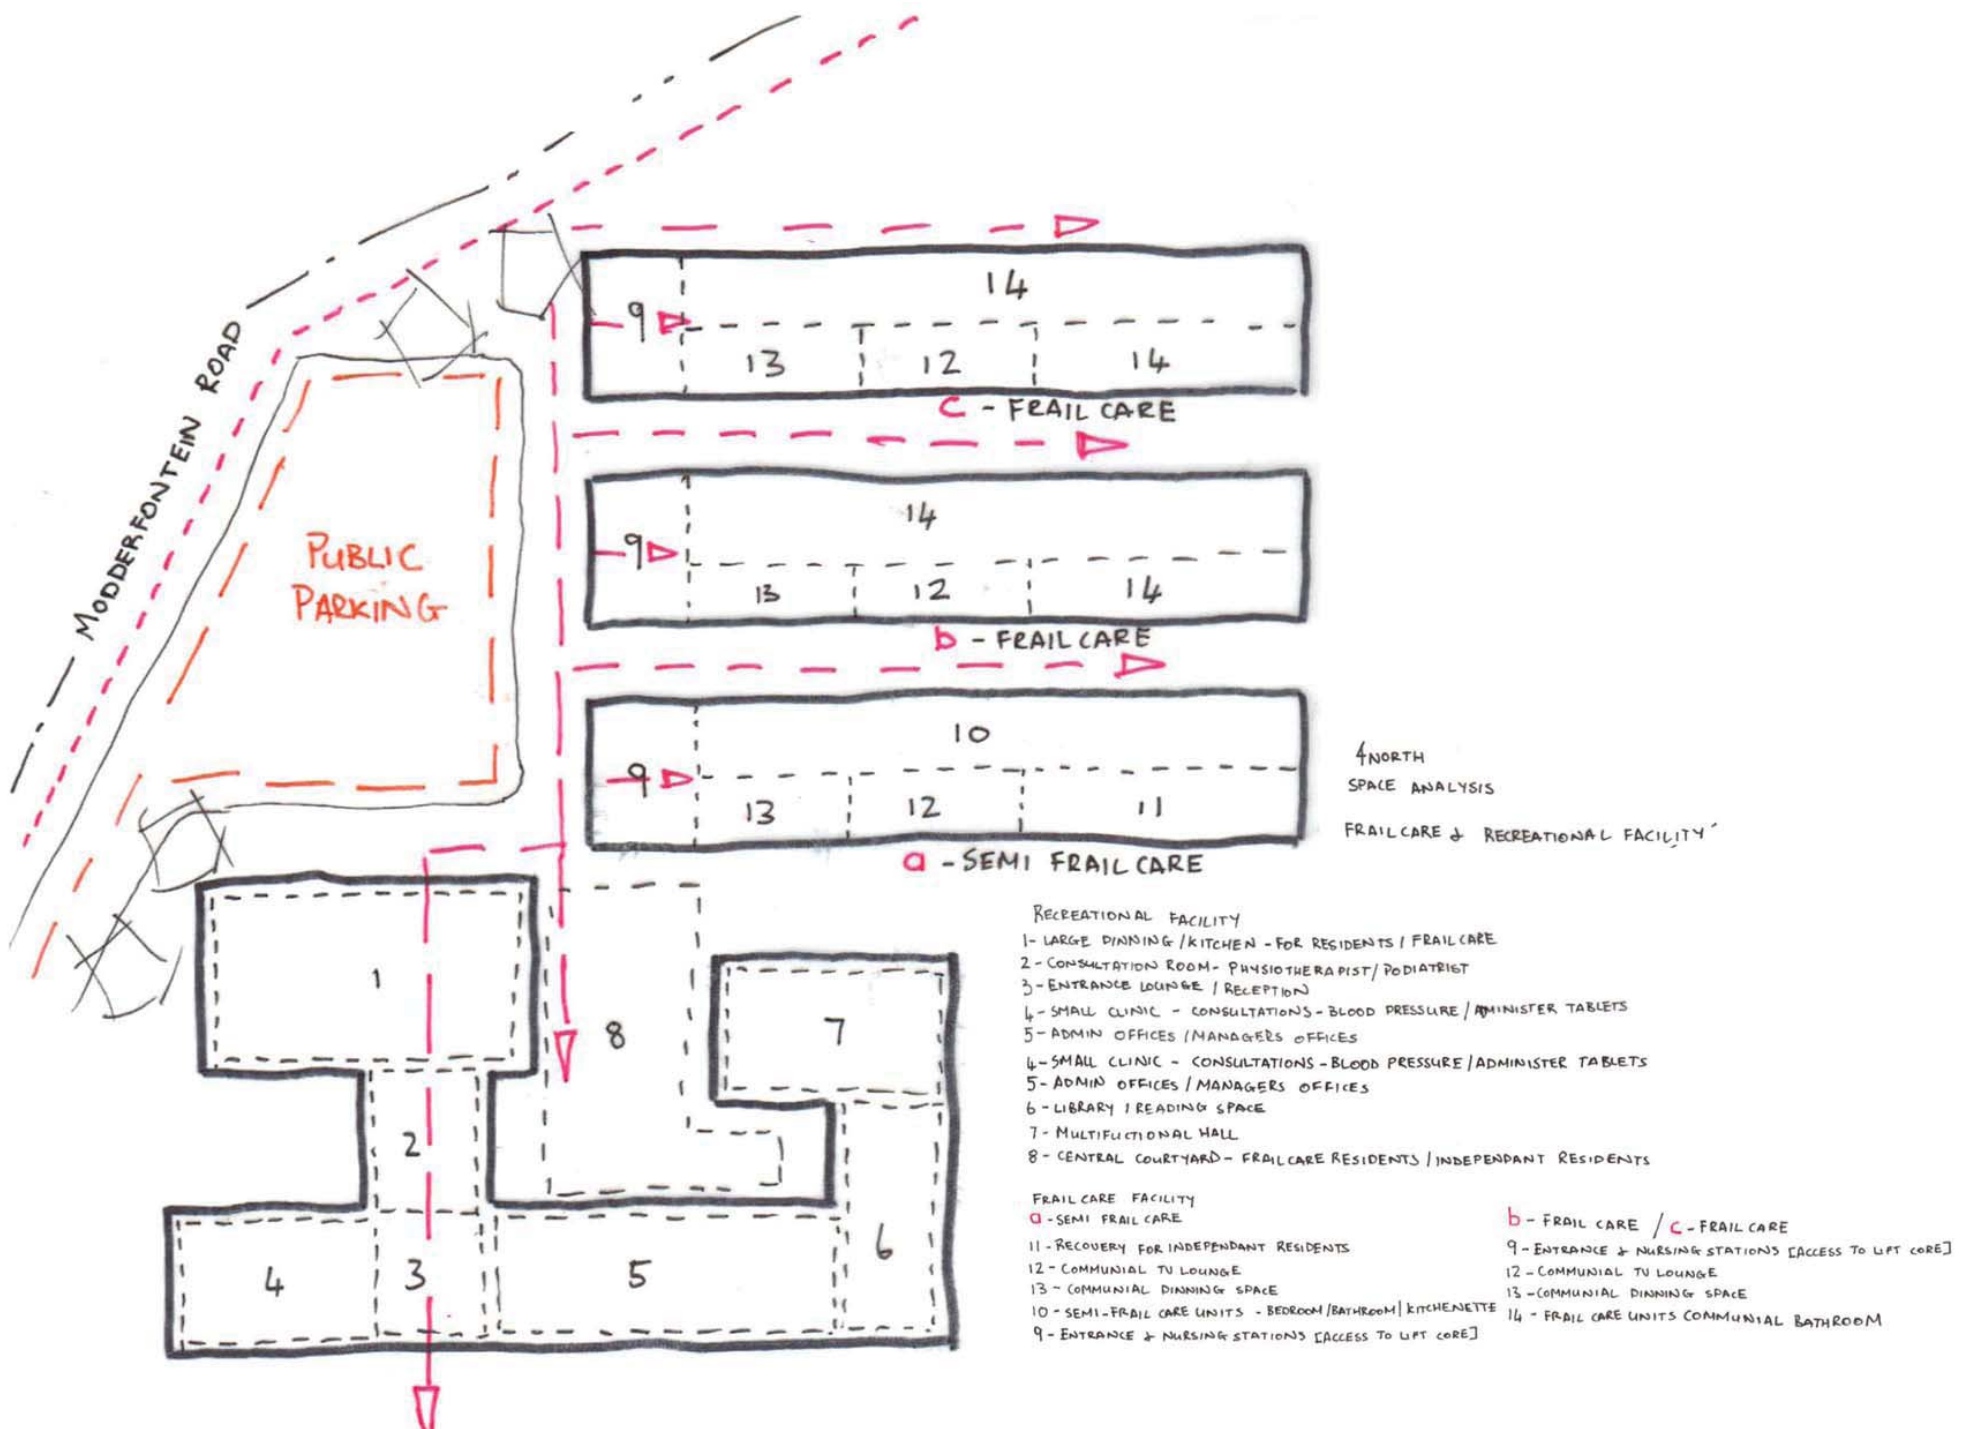 MODDERFONTEIN ROAD
PUBLIC
PARKING
14
9
13
12
14
C - FRAIL CARE
14
9
13
12
14
b - FRAIL CARE
10
9
13
12
11
a - SEMI FRAIL CARE
1
2
3
4
5
6
7
8
4NORTH
SPACE ANALYSIS
FRAILCARE & RECREATIONAL FACILITY
RECREATIONAL FACILITY
1- LARGE DINNING / KITCHEN - FOR RESIDENTS / FRAIL CARE
2- CONSULTATION ROOM- PHYSIOTHERAPIST/ PODIATRIST
3- ENTRANCE LOUNGE / RECEPTION
4- SMALL CLINIC - CONSULTATIONS- BLOOD PRESSURE / AMINISTER TABLETS
5- ADMIN OFFICES / MANAGERS OFFICES
4- SMALL CLINIC - CONSULTATIONS - BLOOD PRESSURE / ADMINISTER TABLETS
5- ADMIN OFFICES / MANAGERS OFFICES
6 - LIBRARY / READING SPACE
7- MULTIFUCTIONAL HALL
8- CENTRAL COURTYARD- FRAILCARE RESIDENTS / INDEPENDANT RESIDENTS
FRAIL CARE FACILITY
a - SEMI FRAIL CARE
11 - RECOVERY FOR INDEPENDANT RESIDENTS
12 - COMMUNIAL TV LOUNGE
13 - COMMUNIAL DINNING SPACE
10 - SEMI-FRAIL CARE UNITS - BEDROOM/BATHROOM/ KITCHENETTE
9 - ENTRANCE & NURSING STATIONS [ACCESS TO LIFT CORE]
b - FRAIL CARE / C - FRAIL CARE
9 - ENTRANCE & NURSING STATIONS [ACCESS TO LIFT CORE]
12 - COMMUNIAL TV LOUNGE
13 - COMMUNIAL DINNING SPACE
14 - FRAIL CARE UNITS COMMUNIAL BATHROOM